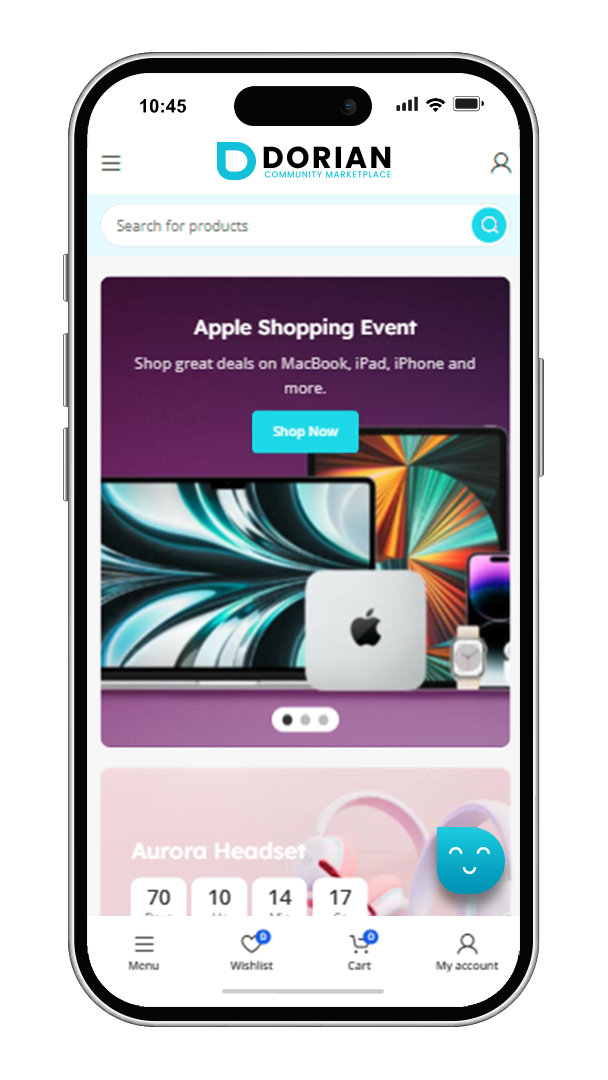 10:45
DORIAN
COMMUNITY MARKETPLACE
Search for products
Apple Shopping Event
Shop great deals on MacBook, iPad, iPhone and
more.
Shop Now
Aurora Headset
70 10 14 17
0 0
Menu Wishlist Cart My account